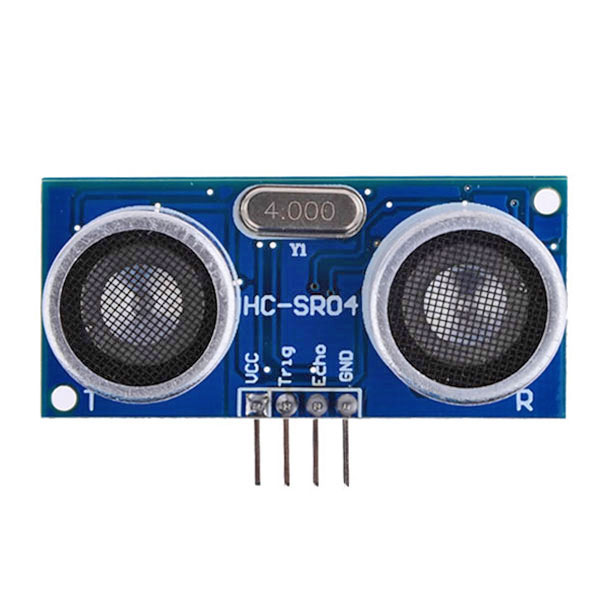 4.000
Y1
HC-SR04
VCC
Trig
Echo
GND
T
R